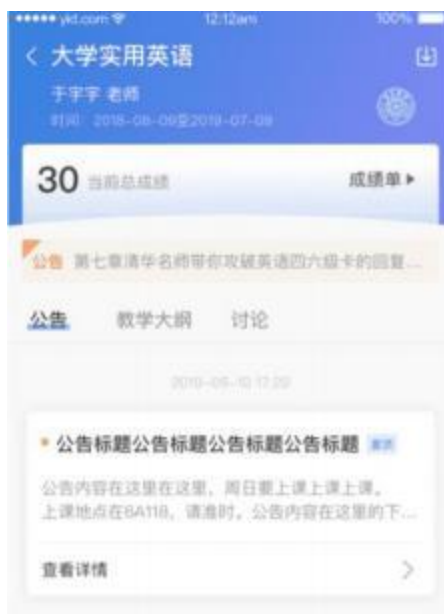 ykt.com 12:12am 100%
大学实用英语
于宇宇 老师
时间：2018-08-09至2019-07-09
30 当前总成绩 成绩单
公告 第七章清华名师带你攻破英语四六级卡的回复...
公告 教学大纲 讨论
2019-09-10 17:20
公告标题公告标题公告标题公告标题
公告内容在这里在这里，周日要上课上课上课。
上课地点在6A118，请准时。公告内容在这里的下...
查看详情